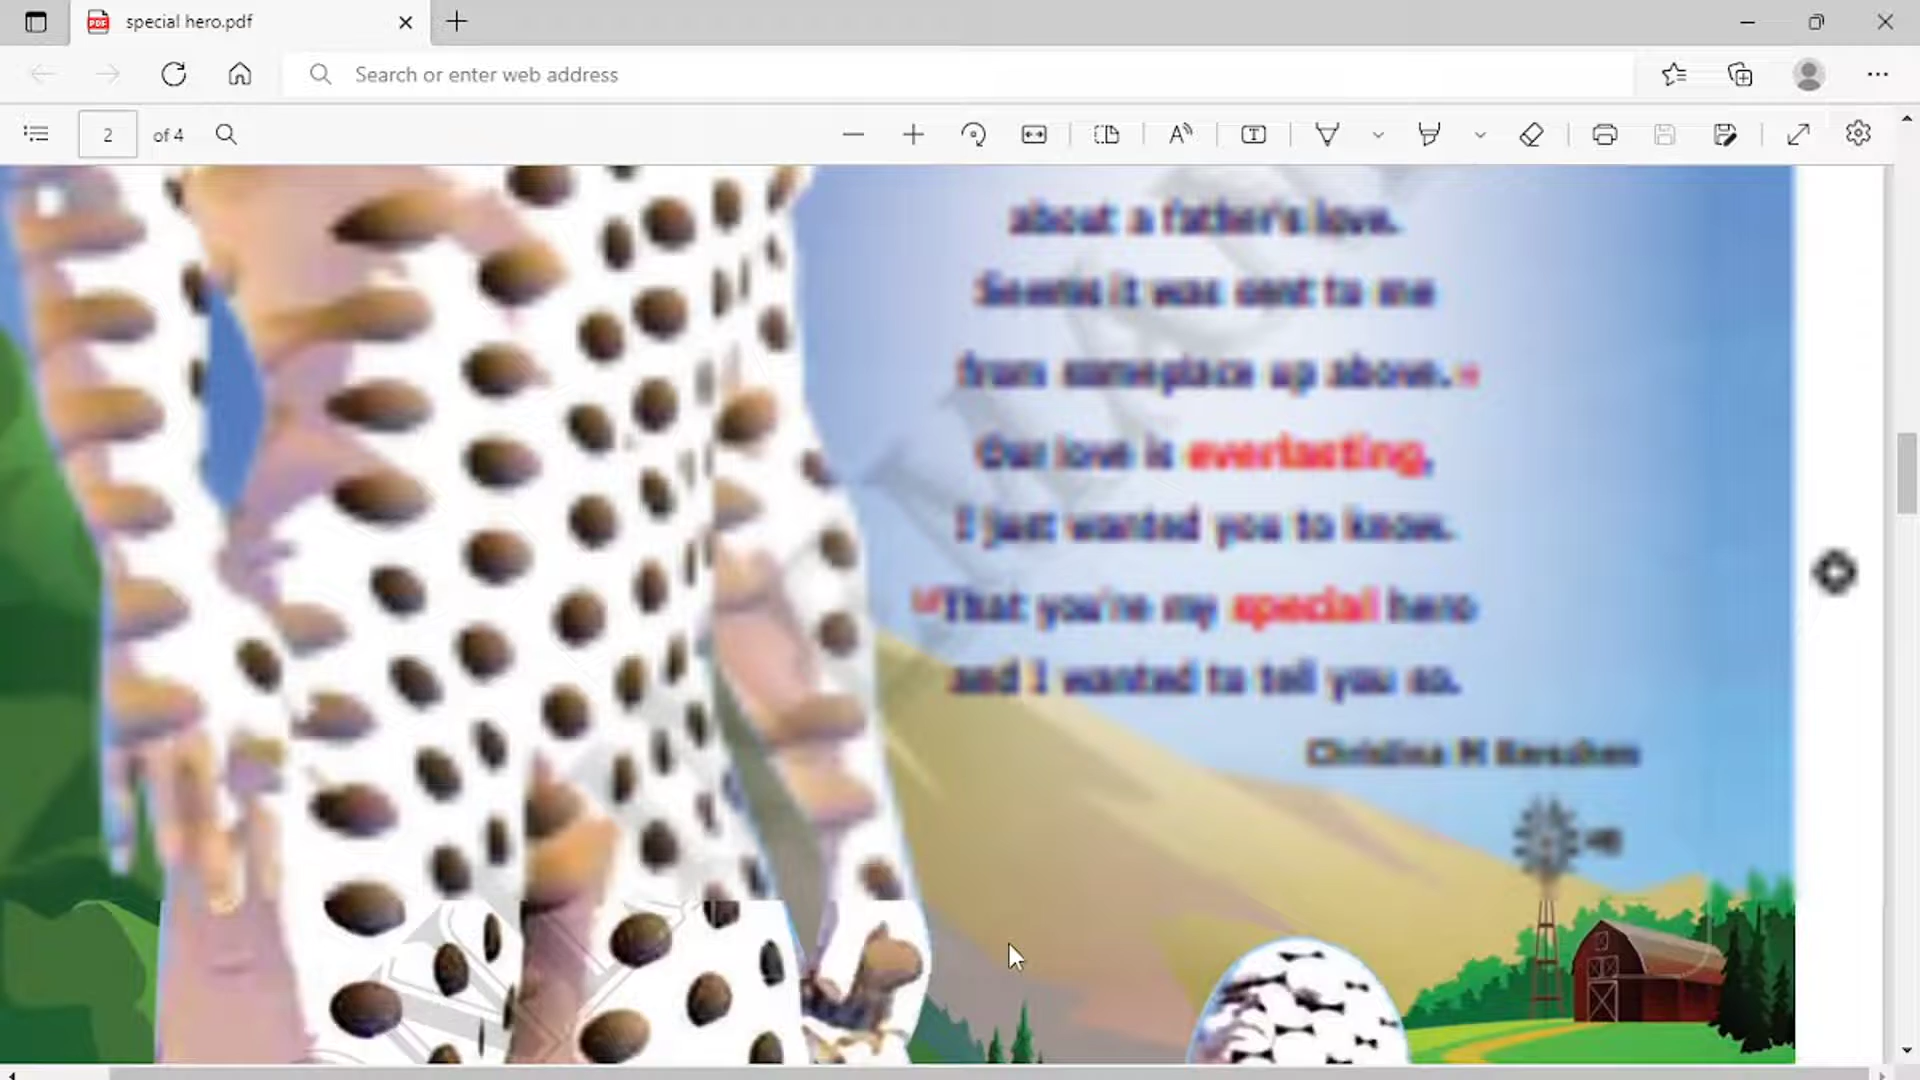 special hero.pdf
Search or enter web address
2 of 4
about a father's love.
Seems it was sent to me
from someplace up above.
Our love is everlasting,
I just wanted you to know.
That you're my special hero
and I wanted to tell you so.
Christina M